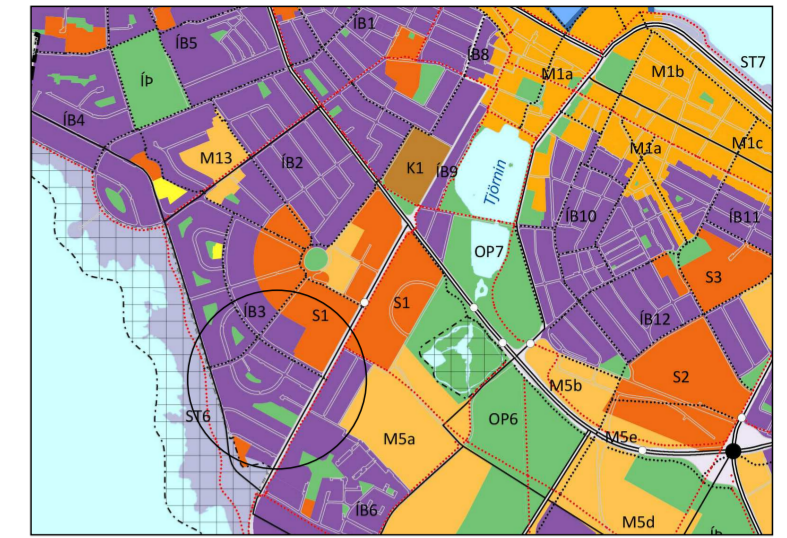 ÍB1
ÍB5
ÍB8
ST7
M1a
M1b
ÍÞ
ÍB4
M1c
M1a
M13
ÍB2
K1
ÍB9
Tjörnin
ÍB10
ÍB11
OP7
S3
ÍB3
S1
S1
ÍB12
S2
M5b
ST6
OP6
M5a
M5e
ÍB6
M5d